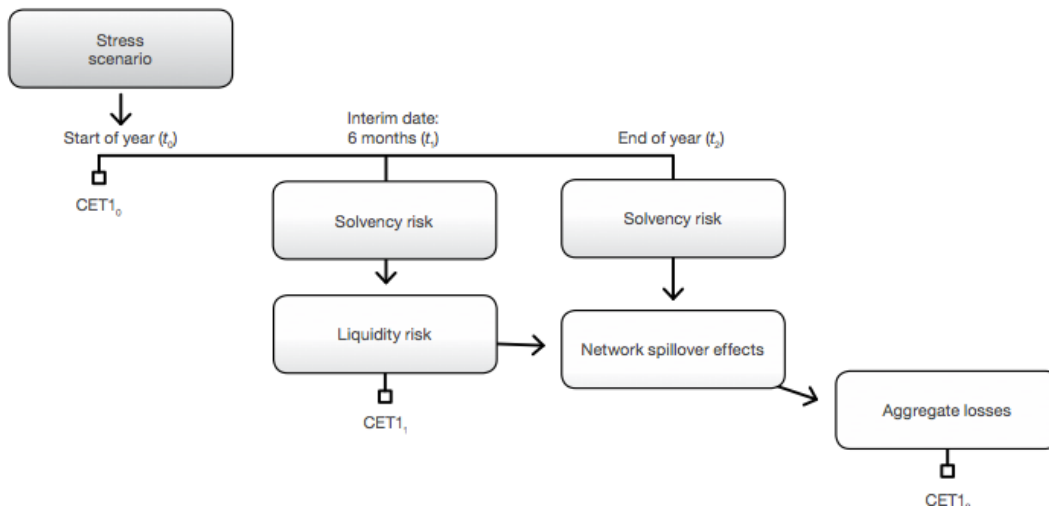 Stress
scenario
Interim date:
Start of year (t₀) 6 months (t₁) End of year (t₂)
CET1₀
Solvency risk Solvency risk
Liquidity risk
Network spillover effects
CET1₁
Aggregate losses
CET1